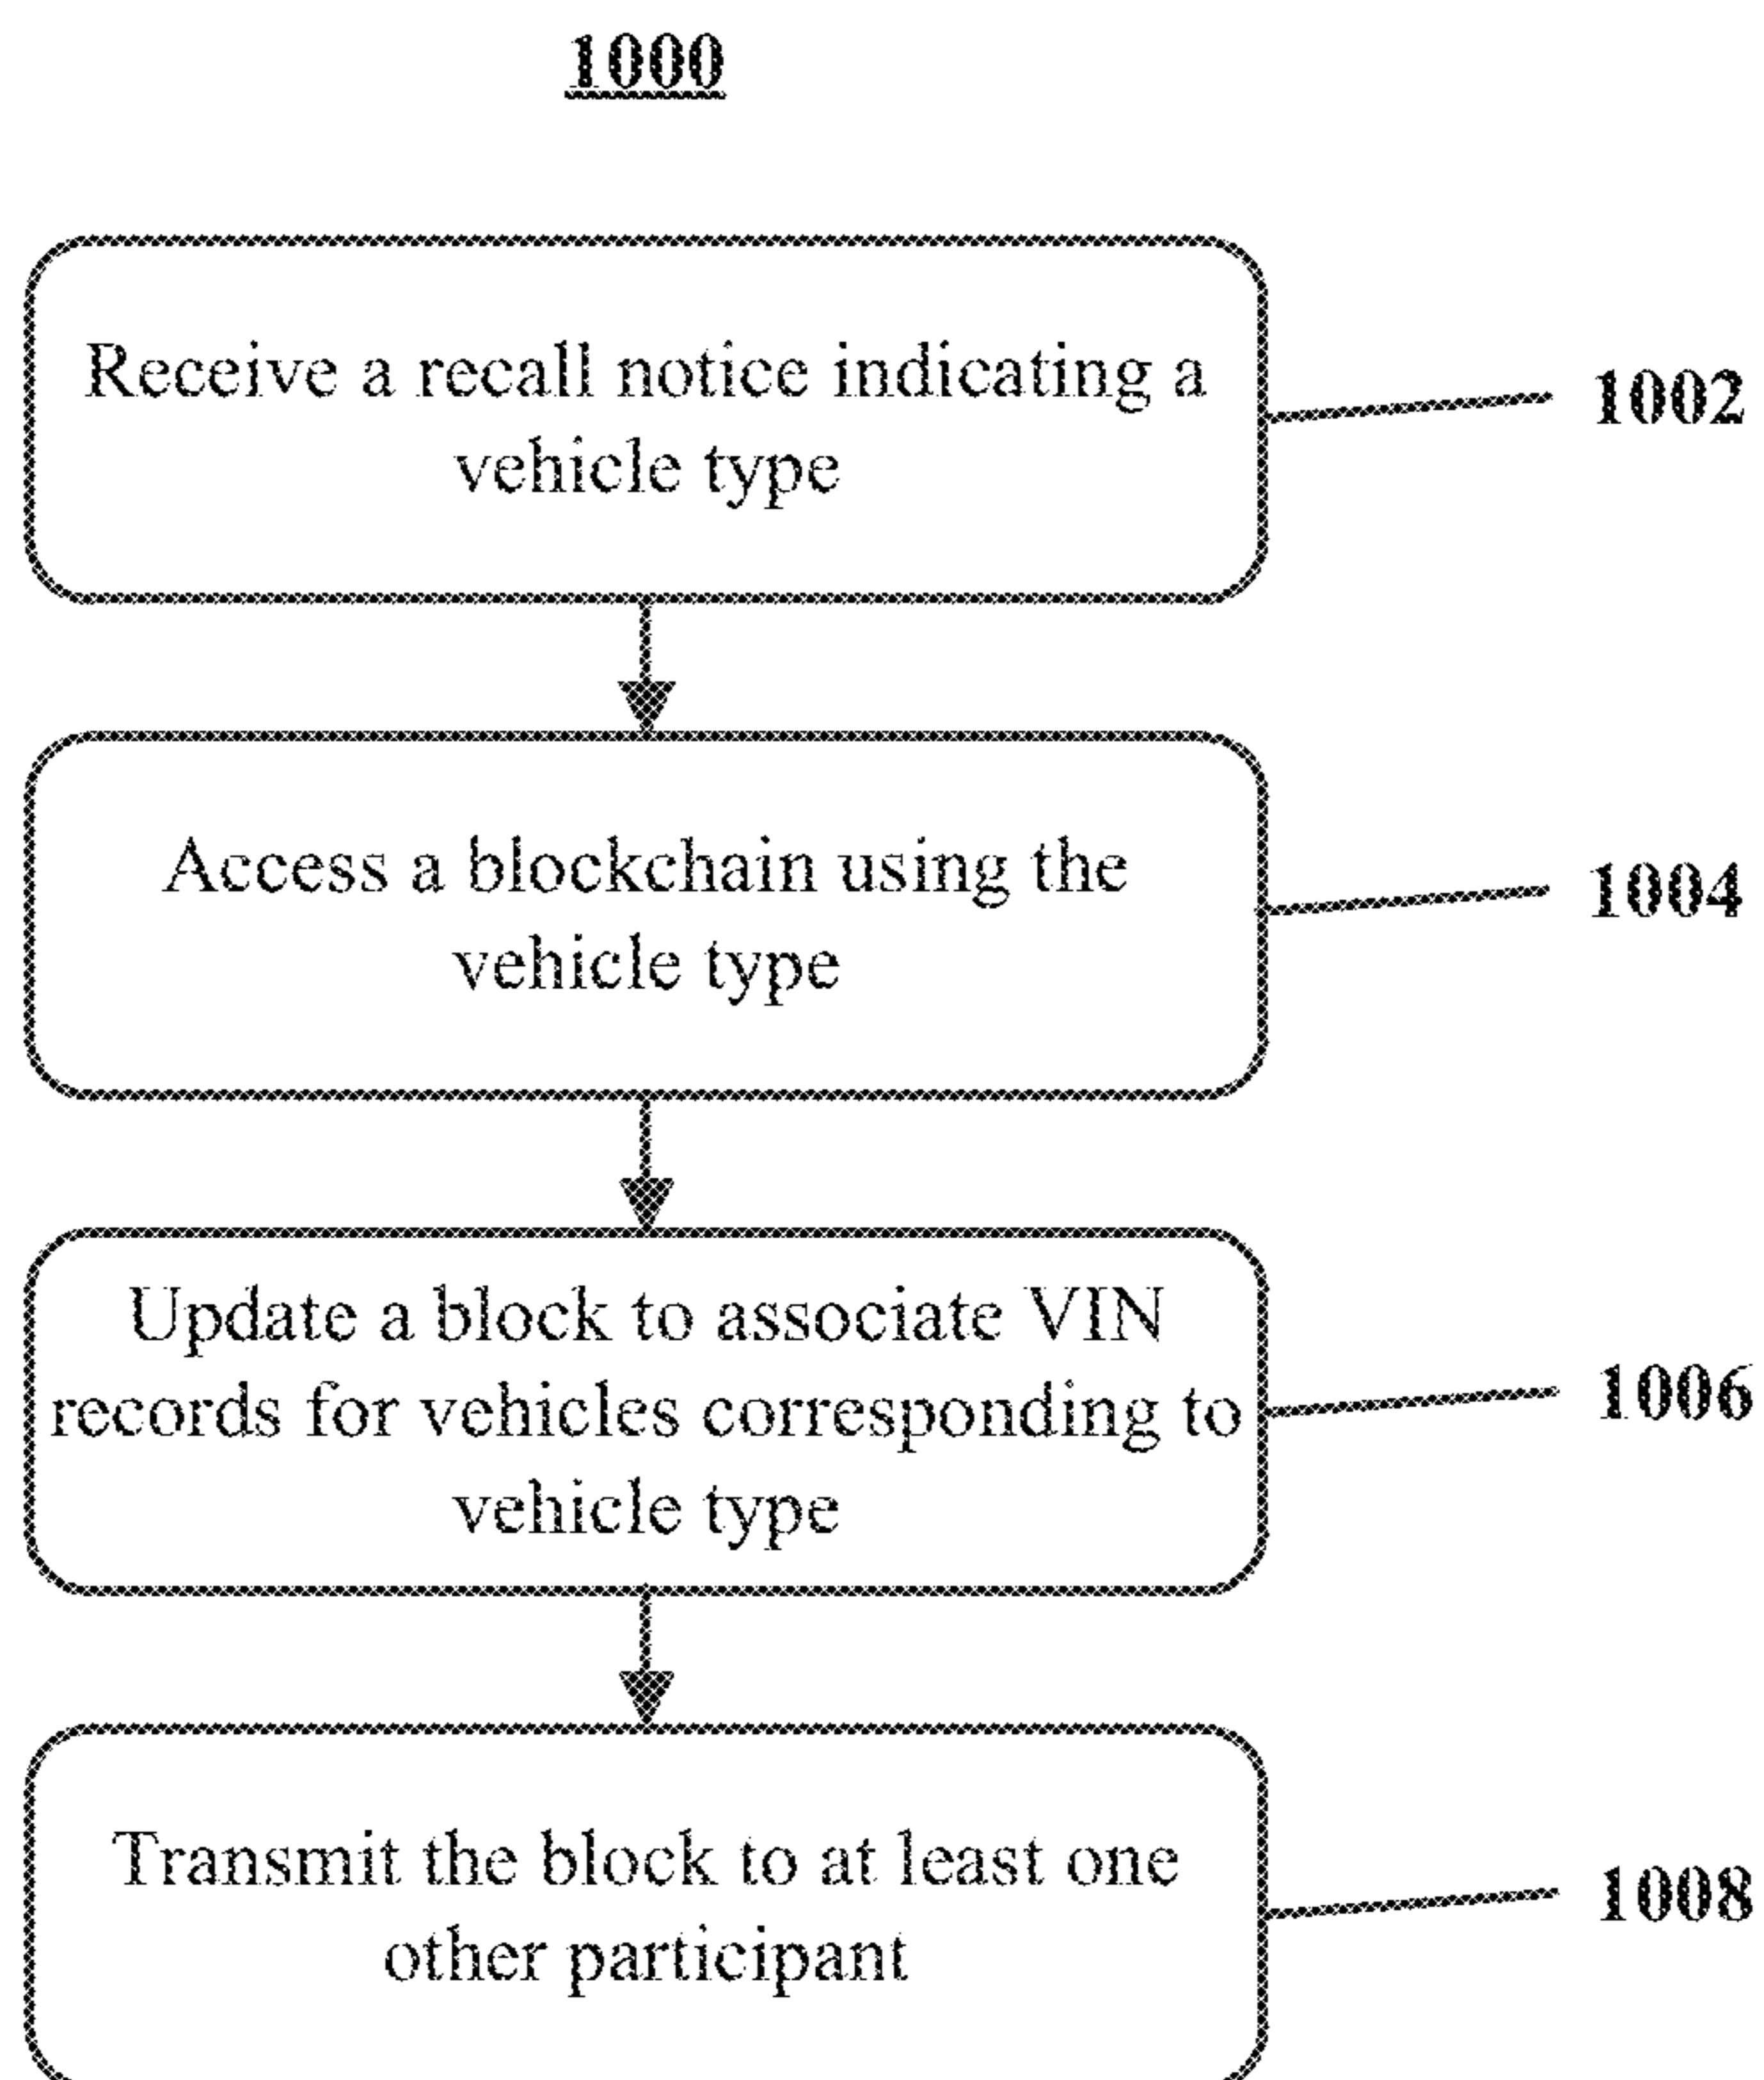 1000
Receive a recall notice indicating a
vehicle type
1002
Access a blockchain using the
vehicle type
1004
Update a block to associate VIN
records for vehicles corresponding to
vehicle type
1006
Transmit the block to at least one
other participant
1008